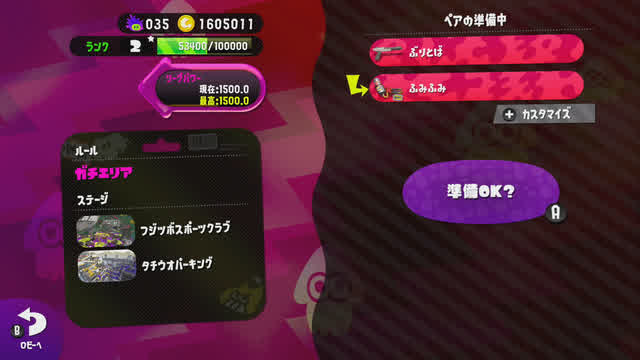 035 1605011
ランク 2 53400/100000
リーグパワー
現在:1500.0
最高:1500.0
ルール
ガチエリア
ステージ
フジツボスポーツクラブ
タチウオパーキング
B
ロビーへ
ペアの準備中
ぷりとば
ふみふみ
+ カスタマイズ
準備OK?
A